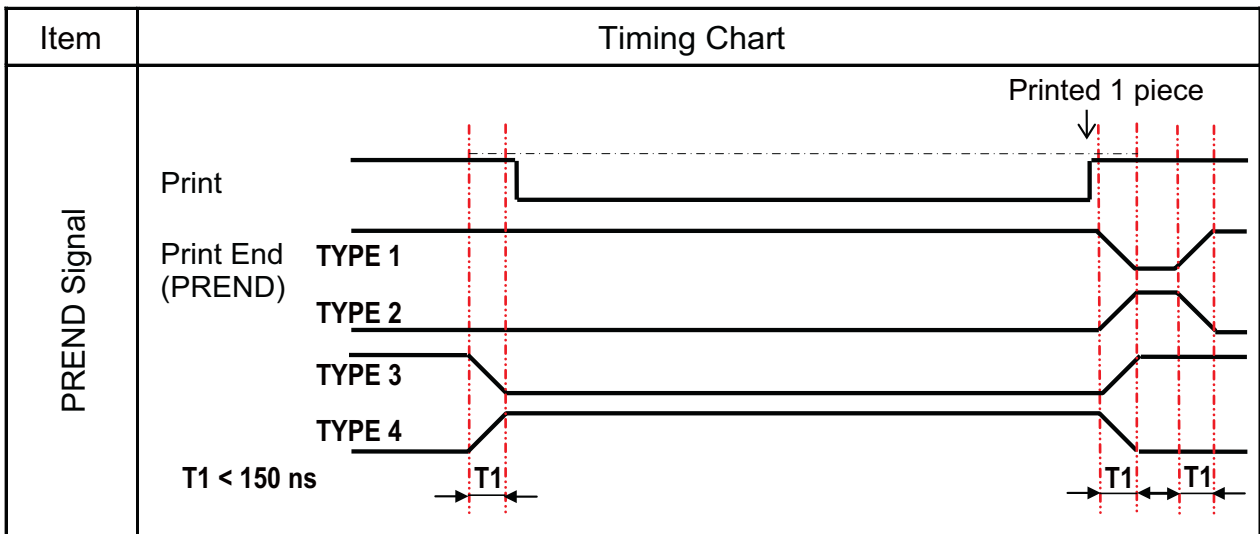 Item
Timing Chart
PREND Signal
Printed 1 piece
Print
Print End
(PREND)
TYPE 1
TYPE 2
TYPE 3
TYPE 4
T1 < 150 ns
T1
T1
T1